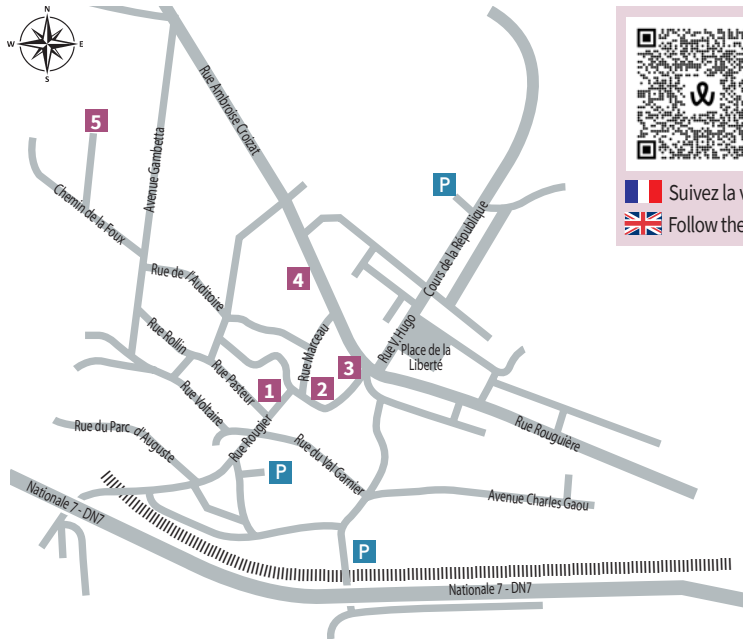 N
W
E
S
5
Rue Ambroise Croizat
Avenue Gambetta
P
Chemin de la Foux
Cours de la République
Rue de l'Auditoire
4
Rue Rollin
Rue Marceau
Rue V. Hugo
Place de la
Liberté
3
Rue Pasteur
1
2
Rue Voltaire
Rue du Parc d'Auguste
Rue Rougier
Rue du Val Garnier
Rue Rouguière
P
Nationale 7 - DN7
Avenue Charles Gaou
P
Nationale 7 - DN7
Suivez la
Follow the